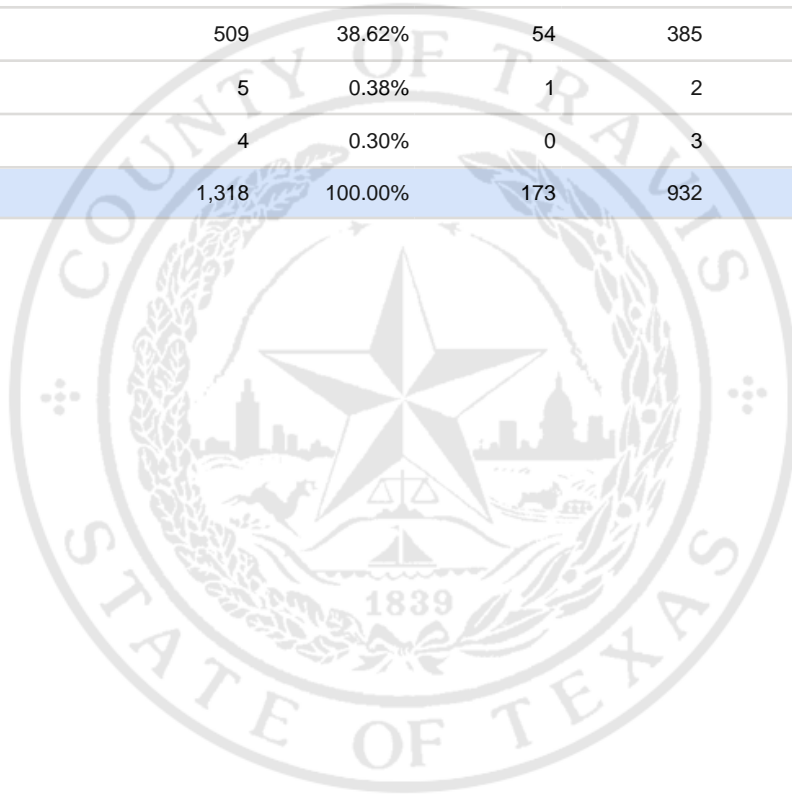 509 38.62% 54 385
5 0.38% 1 2
4 0.30% 0 3
1,318 100.00% 173 932
COUNTY OF TRAVIS
1839
STATE OF TEXAS